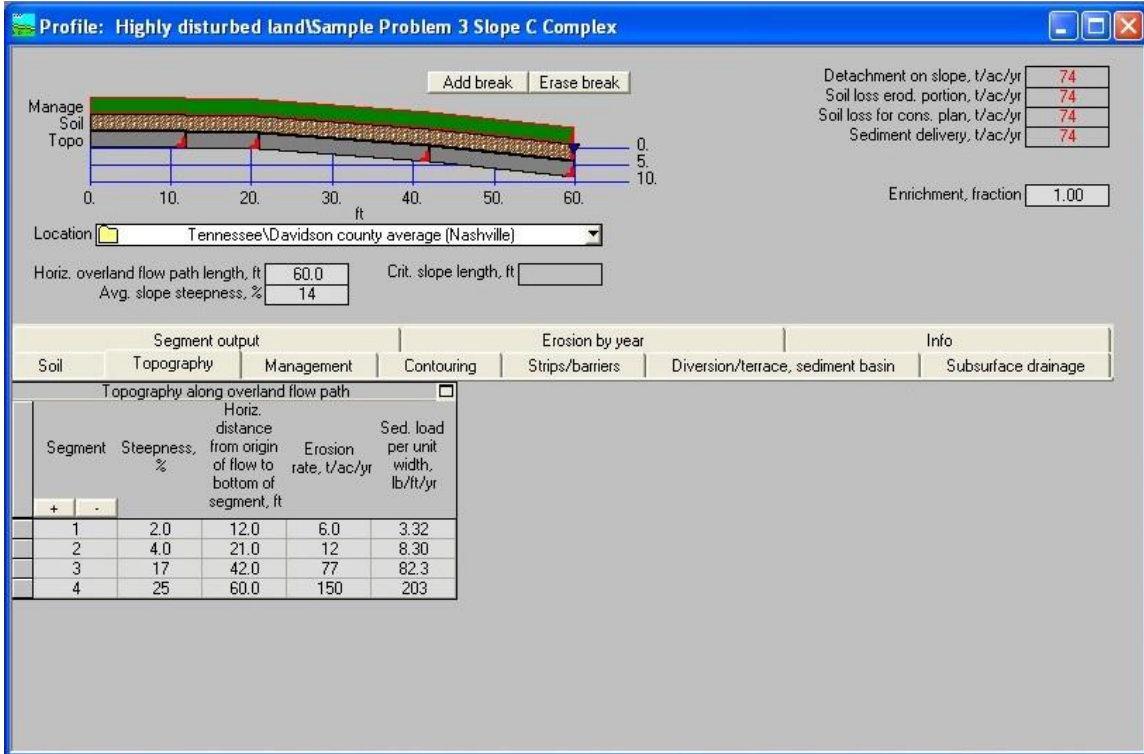 Profile: Highly disturbed land\Sample Problem 3 Slope C Complex
Add break Erase break
Manage
Soil
Topo
0.
5.
10.
0. 10. 20. 30. 40. 50. 60.
ft
Detachment on slope, t/ac/yr 74
Soil loss erod. portion, t/ac/yr 74
Soil loss for cons. plan, t/ac/yr 74
Sediment delivery, t/ac/yr 74
Enrichment, fraction 1.00
Location Tennessee\Davidson county average (Nashville)
Horiz. overland flow path length, ft 60.0 Crit. slope length, ft
Avg. slope steepness, % 14
Segment output Erosion by year Info
Soil Topography Management Contouring Strips/barriers Diversion/terrace, sediment basin Subsurface drainage
Topography along overland flow path
Segment
Steepness,
%
Horiz.
distance
from origin
of flow to
bottom of
segment, ft
Erosion
rate, t/ac/yr
Sed. load
per unit
width,
lb/ft/yr
+ -
1 2.0 12.0 6.0 3.32
2 4.0 21.0 12 8.30
3 17 42.0 77 82.3
4 25 60.0 150 203